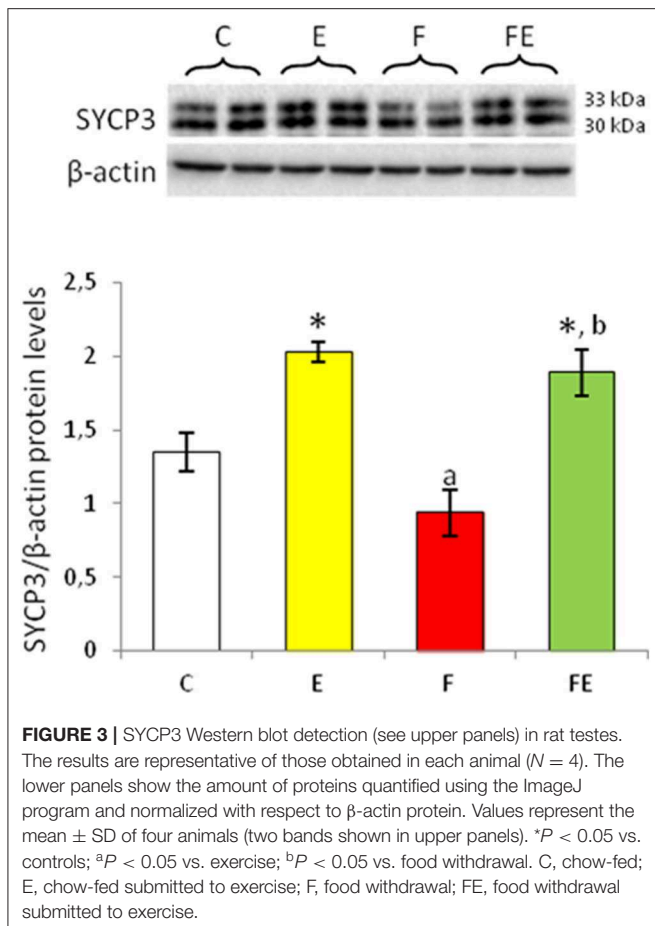 C E F FE
SYCP3 33 kDa
30 kDa
β-actin
SYCP3/β-actin protein levels
2,5
2
1,5
1
0,5
0
*
a
*, b
C E F FE
FIGURE 3 | SYCP3 Western blot detection (see upper panels) in rat testes.
The results are representative of those obtained in each animal (N = 4). The
lower panels show the amount of proteins quantified using the ImageJ
program and normalized with respect to β-actin protein. Values represent the
mean ± SD of four animals (two bands shown in upper panels). *P < 0.05 vs.
controls; aP < 0.05 vs. exercise; bP < 0.05 vs. food withdrawal. C, chow-fed;
E, chow-fed submitted to exercise; F, food withdrawal; FE, food withdrawal
submitted to exercise.